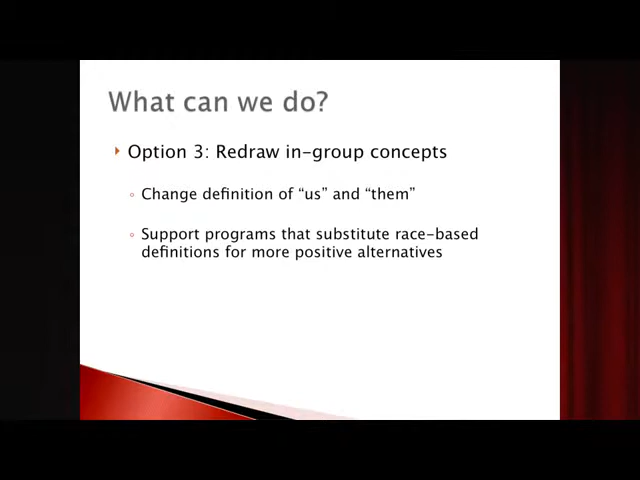 What can we do?
Option 3: Redraw in-group concepts
Change definition of “us” and “them”
Support programs that substitute race-based
definitions for more positive alternatives